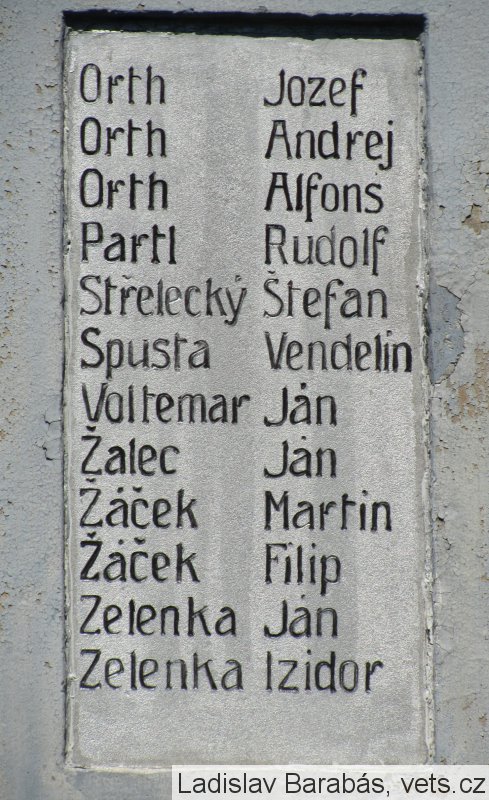 Orth Jozef
Orth Andrej
Orth Alfons
Partl Rudolf
Střelecký Štefan
Spusta Vendelin
Voltemar Ján
Žalec Ján
Žáček Martin
Žáček Filip
Zelenka Ján
Zelenka Izidor
Ladislav Barabás, vets.cz